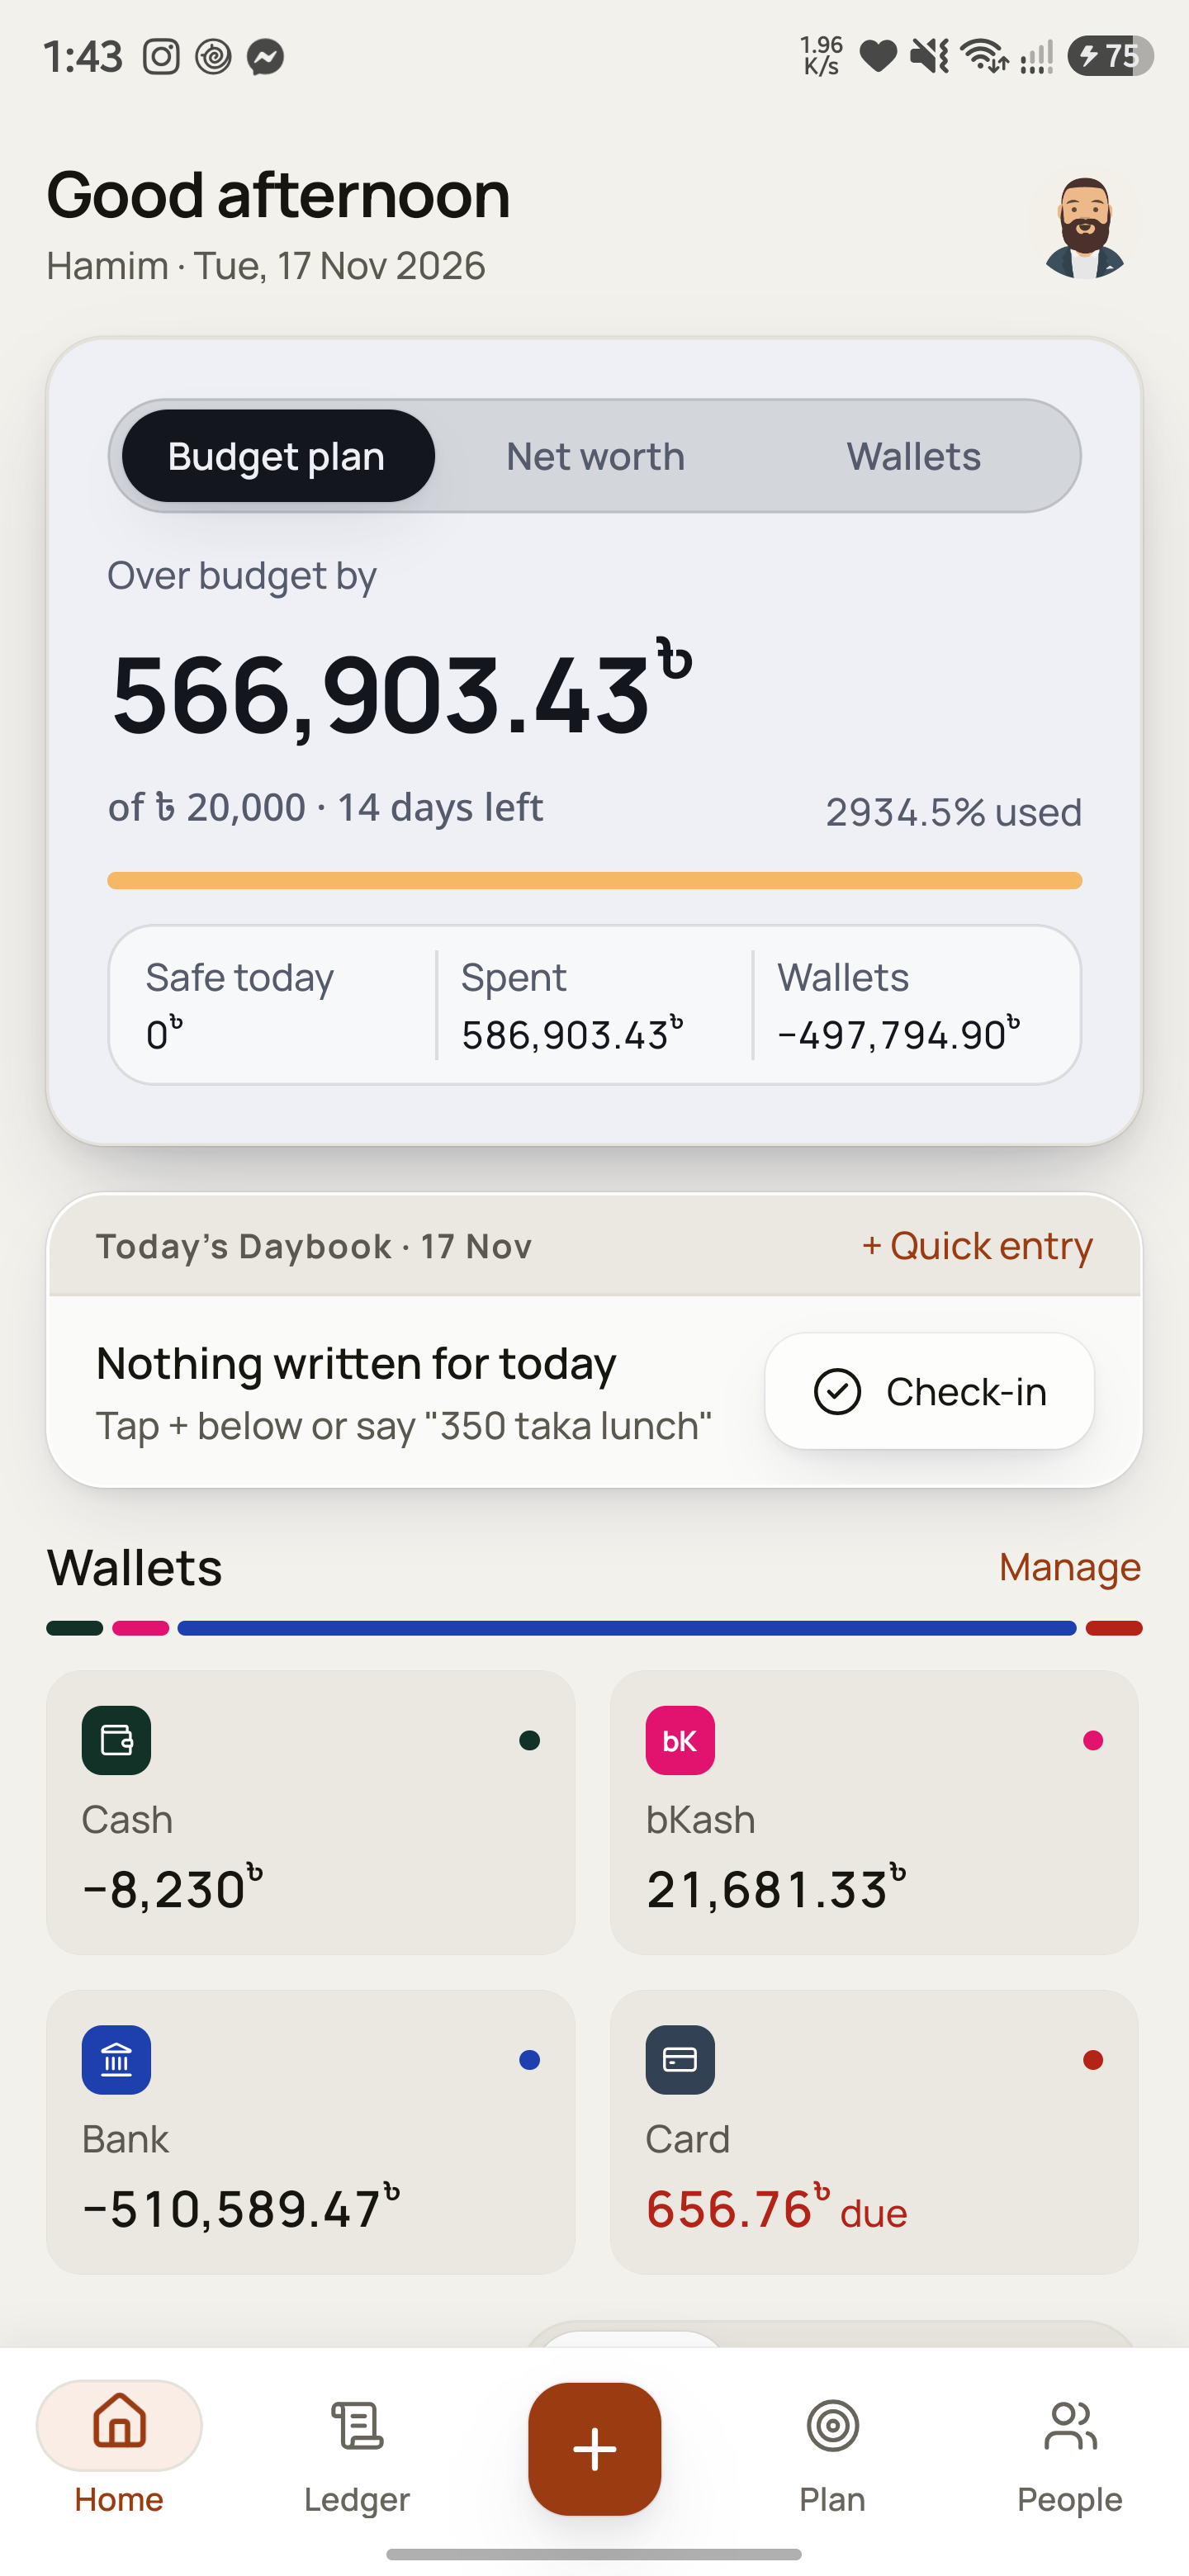 1:43
1.96
K/s
75
Good afternoon
Hamim · Tue, 17 Nov 2026
Budget plan
Net worth
Wallets
Over budget by
566,903.43৳
of ৳ 20,000 · 14 days left
2934.5% used
Safe today
Spent
Wallets
0৳
586,903.43৳
−497,794.90৳
Today's Daybook · 17 Nov
+ Quick entry
Nothing written for today
Tap + below or say "350 taka lunch"
Check-in
Wallets
Manage
Cash
−8,230৳
bK
bKash
21,681.33৳
Bank
−510,589.47৳
Card
656.76৳ due
Home
Ledger
Plan
People